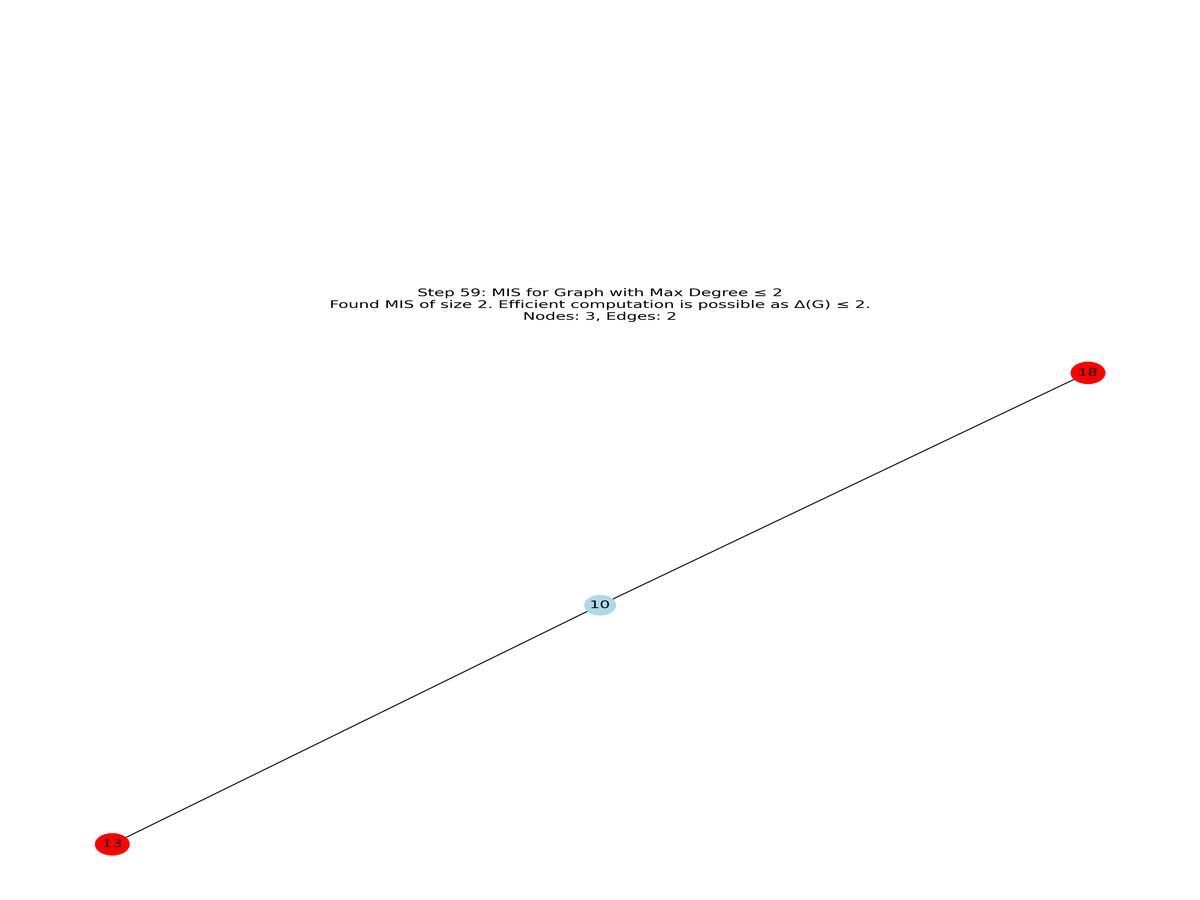 Step 59: MIS for Graph with Max Degree ≤ 2
Found MIS of size 2. Efficient computation is possible as Δ(G) ≤ 2.
Nodes: 3, Edges: 2
18
10
13